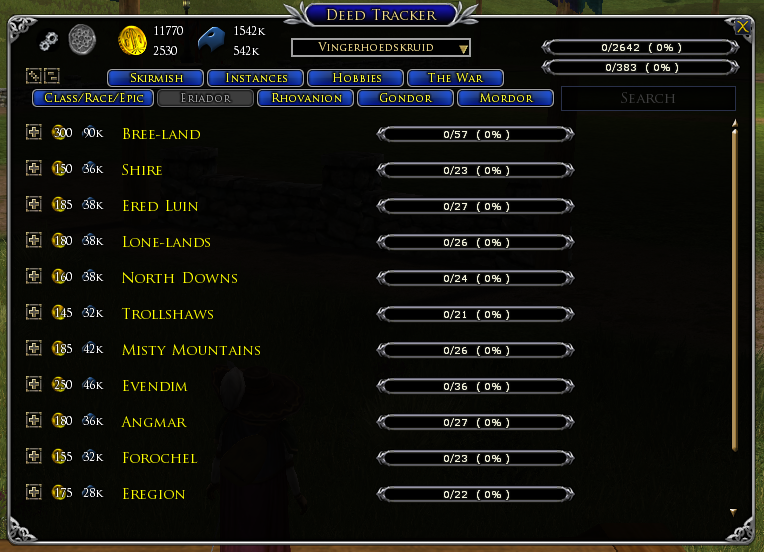 Deed Tracker
11770 1542K
2530 542K
Vingerhoedskruid
0/2642 ( 0% )
0/383 ( 0% )
Skirmish Instances Hobbies The War
Class/Race/Epic Eriador Rhovanion Gondor Mordor Search
300 90K Bree-land 0/57 ( 0% )
150 36K Shire 0/23 ( 0% )
185 38K Ered Luin 0/27 ( 0% )
180 38K Lone-lands 0/26 ( 0% )
160 38K North Downs 0/24 ( 0% )
145 32K Trollshaws 0/21 ( 0% )
185 42K Misty Mountains 0/26 ( 0% )
250 46K Evendim 0/36 ( 0% )
180 36K Angmar 0/27 ( 0% )
155 32K Forochel 0/23 ( 0% )
175 28K Eregion 0/22 ( 0% )